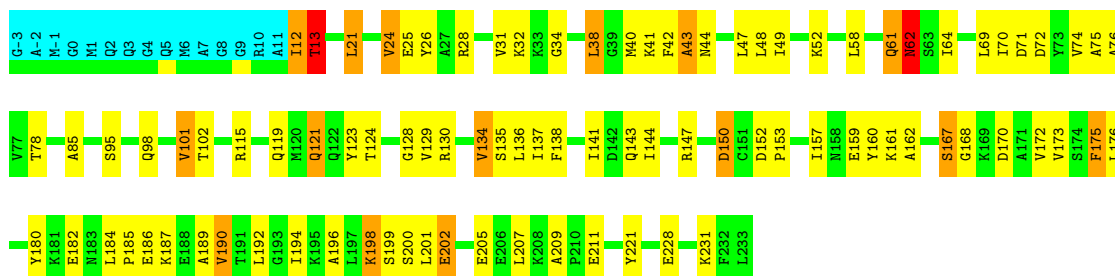 G-3 A-2 M-1 G0 M1 Q2 Q3 G4 Q5 M6 A7 G8 G9 R10 A11 I12 T13 L21 V24 E25 Y26 A27 R28 V31 K32 K33 G34 L38 G39 M40 K41 F42 A43 N44 L47 L48 I49 K52 L58 Q61 N62 S63 I64 L69 I70 D71 D72 Y73 V74 A75 A76
V77 T78 A85 S95 Q98 V101 T102 R115 Q119 M120 Q121 Q122 Y123 T124 G128 V129 R130 V134 S135 L136 I137 F138 I141 D142 Q143 I144 R147 D150 C151 D152 P153 I157 N158 E159 Y160 K161 A162 S167 G168 K169 D170 A171 V172 V173 S174 F175 L176
Y180 K181 E182 N183 L184 P185 E186 K187 E188 A189 V190 T191 L192 G193 I194 K195 A196 L197 K198 S199 S200 L201 E202 E205 E206 L207 K208 A209 P210 E211 Y221 E228 K231 F232 L233